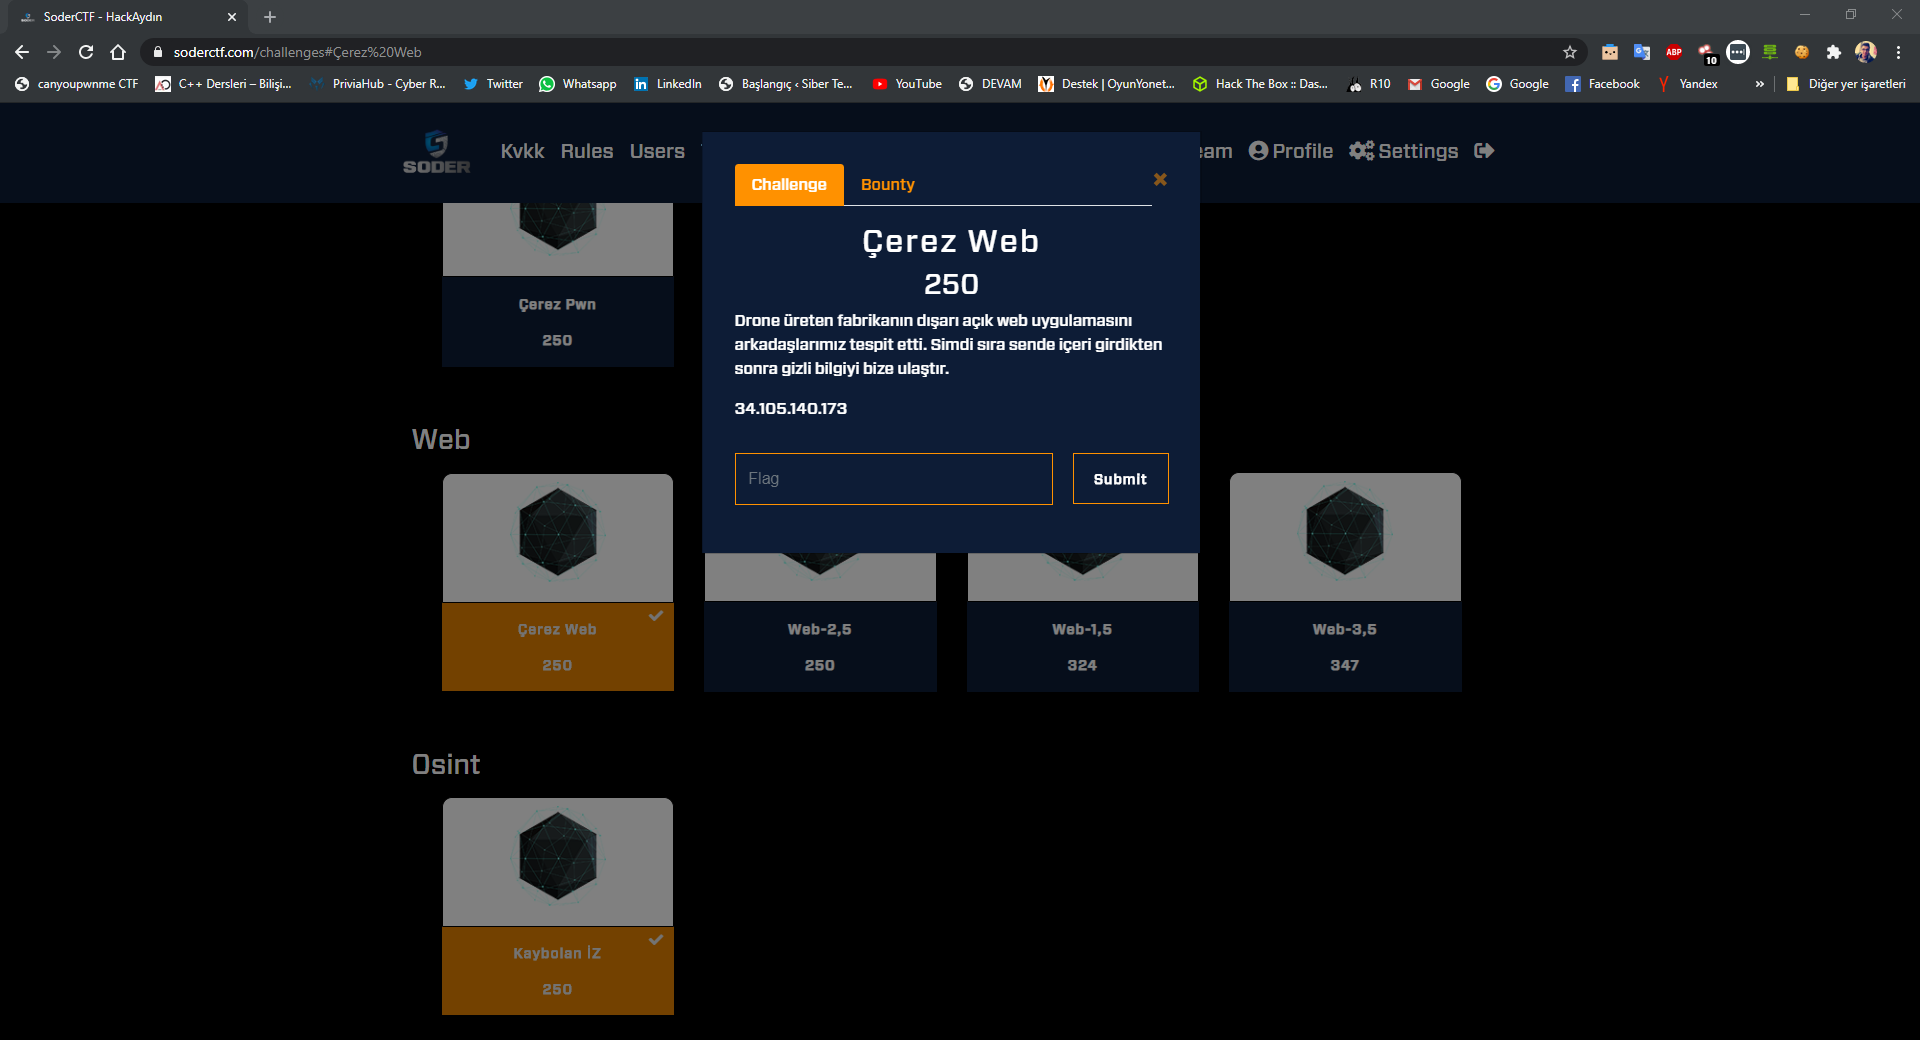 SoderCTF - HackAydın
soderctf.com/challenges#Çerez%20Web
ABP
10
canyoupwnme CTF
C++ Dersleri – Bilişi...
PriviaHub - Cyber R...
Twitter
Whatsapp
LinkedIn
Başlangıç ‹ Siber Te...
YouTube
DEVAM
Destek | OyunYonet...
Hack The Box :: Das...
R10
Google
Google
Facebook
Yandex
»
Diğer yer işaretleri
SODER
Kvkk
Rules
Users
eam
Profile
Settings
Challenge
Bounty
Çerez Web
250
Drone üreten fabrikanın dışarı açık web uygulamasını
arkadaşlarımız tespit etti. Simdi sıra sende içeri girdikten
sonra gizli bilgiyi bize ulaştır.
34.105.140.173
Flag
Submit
Çerez Pwn
250
Web
Çerez Web
250
Web-2,5
250
Web-1,5
324
Web-3,5
347
Osint
Kaybolan İZ
250